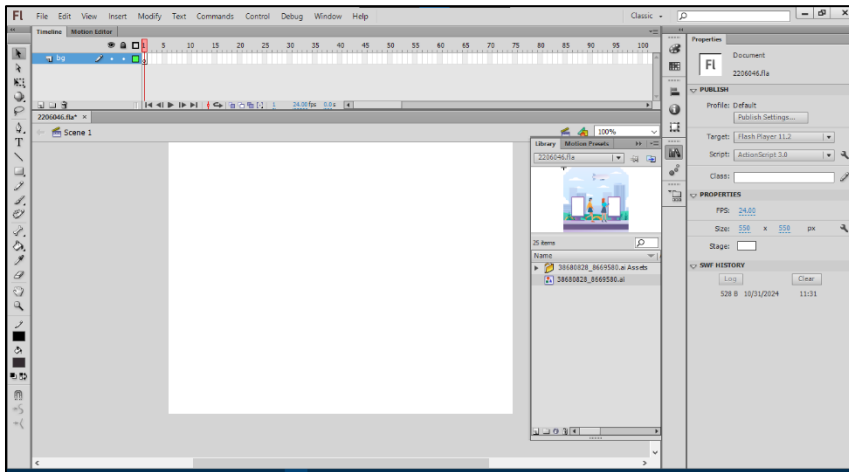 Fl File Edit View Insert Modify Text Commands Control Debug Window Help Classic
Timeline Motion Editor
1 5 10 15 20 25 30 35 40 45 50 55 60 65 70 75 80 85 90 95 100
bg
1 24.00 fps 0.0 s
2206046.fla* ×
Scene 1 100%
Library Motion Presets
2206046.fla
25 items
Name
38680828_8669580.ai Assets
38680828_8669580.ai
Properties
Fl
Document
2206046.fla
PUBLISH
Profile: Default
Publish Settings...
Target: Flash Player 11.2
Script: ActionScript 3.0
Class:
PROPERTIES
FPS: 24.00
Size: 550 x 550 px
Stage:
SWF HISTORY
Log Clear
528 B 10/31/2024 11:31